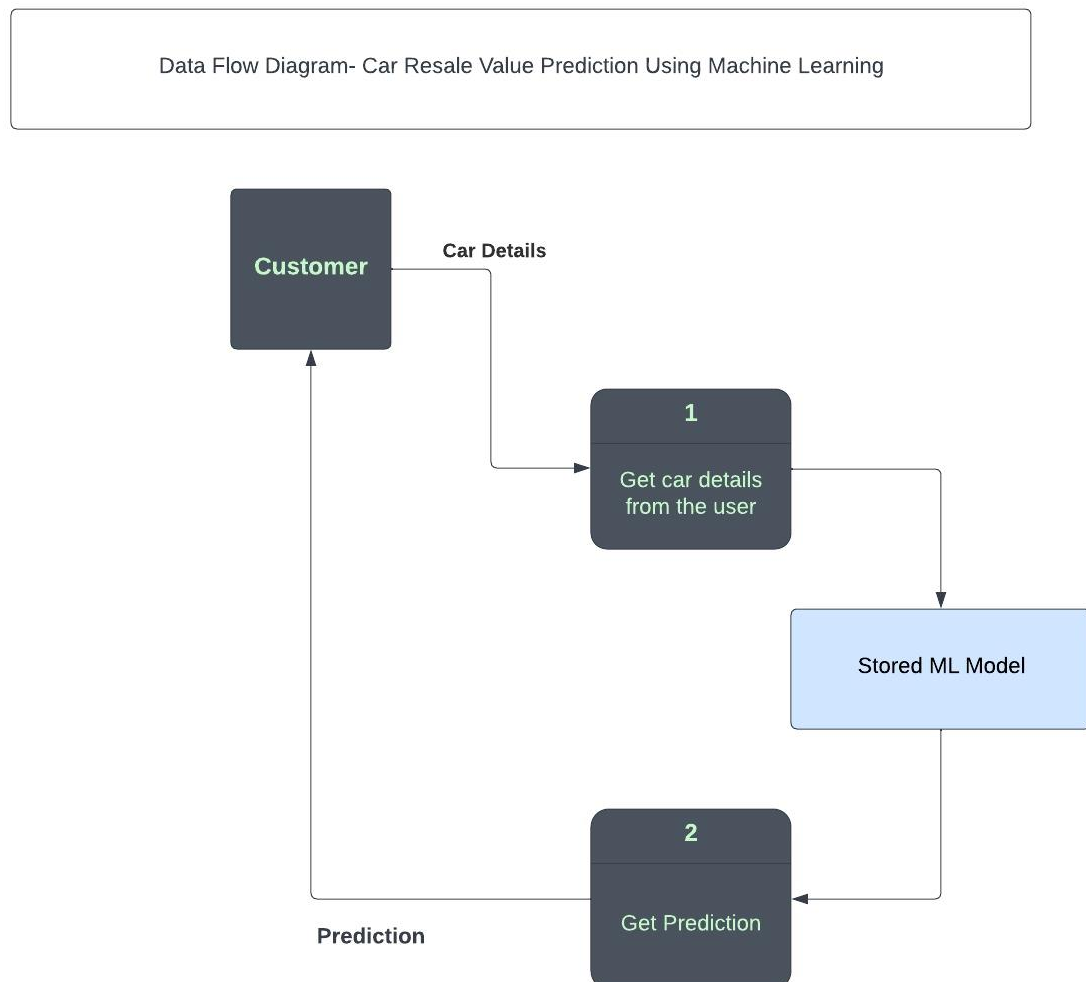 Data Flow Diagram- Car Resale Value Prediction Using Machine Learning
Customer
Car Details
1
Get car details
from the user
Stored ML Model
2
Get Prediction
Prediction